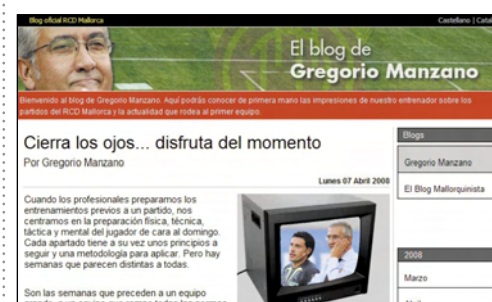 Blog oficial RCD Mallorca
Castellano | Cata
El blog de
Gregorio Manzano
Bienvenido al blog de Gregorio Manzano. Aquí podrás conocer de primera mano las impresiones de nuestro entrenador sobre los
partidos del RCD Mallorca y la actualidad que rodea al primer equipo.
Cierra los ojos... disfruta del momento
Por Gregorio Manzano
Lunes 07 Abril 2008
Cuando los profesionales preparamos los
entrenamientos previos a un partido, nos
centramos en la preparación física, técnica,
táctica y mental del jugador de cara al domingo.
Cada apartado tiene a su vez unos principios a
seguir y una metodología para aplicar. Pero hay
semanas que parecen distintas a todas.
Son las semanas que preceden a un equipo
Blogs
Gregorio Manzano
El Blog Mallorquinista
2008
Marzo